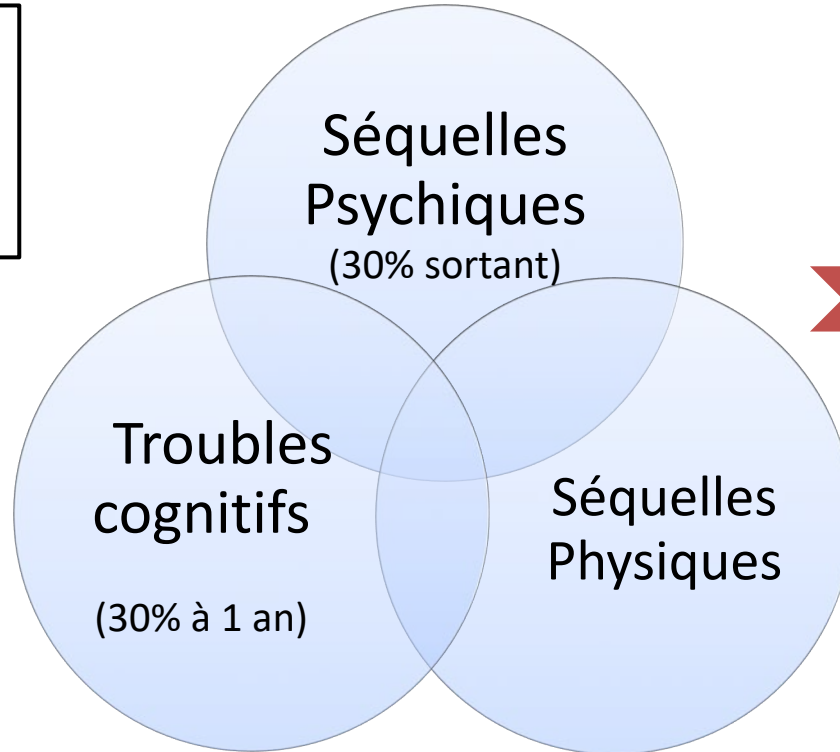 Séquelles
Psychiques
(30% sortant)
Troubles
cognitifs
(30% à 1 an)
Séquelles
Physiques